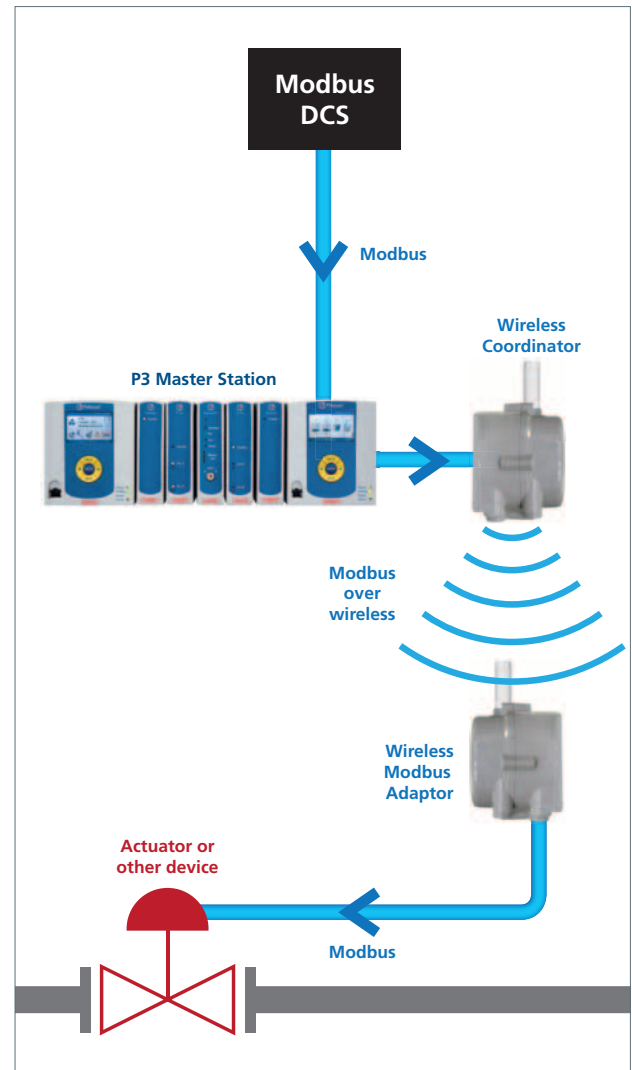 Modbus
DCS
Modbus
Wireless
Coordinator
P3 Master Station
Modbus
over
wireless
Wireless
Modbus
Adaptor
Actuator or
other device
Modbus